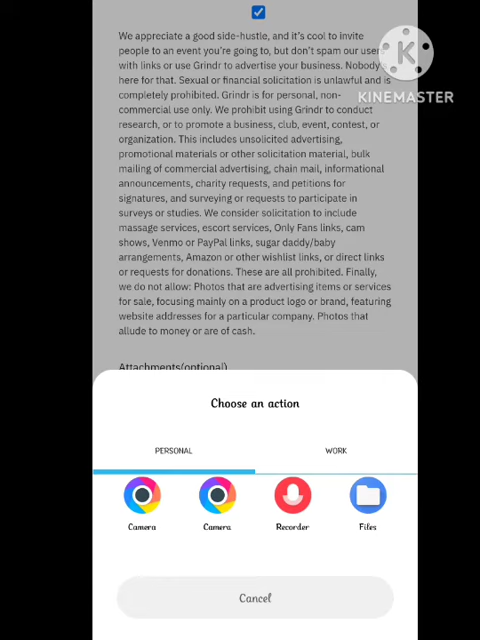 We appreciate a good side-hustle, and it's cool to invite
people to an event you're going to, but don't spam our users
with links or use Grindr to advertise your business. Nobody's
here for that. Sexual or financial solicitation is unlawful and is
completely prohibited. Grindr is for personal, non-
commercial use only. We prohibit using Grindr to conduct
research, or to promote a business, club, event, contest, or
organization. This includes unsolicited advertising,
promotional materials or other solicitation material, bulk
mailing of commercial advertising, chain mail, informational
announcements, charity requests, and petitions for
signatures, and surveying or requests to participate in
surveys or studies. We consider solicitation to include
massage services, escort services, Only Fans links, cam
shows, Venmo or PayPal links, sugar daddy/baby
arrangements, Amazon or other wishlist links, or direct links
or requests for donations. These are all prohibited. Finally,
we do not allow: Photos that are advertising items or services
for sale, focusing mainly on a product logo or brand, featuring
website addresses for a particular company. Photos that
allude to money or are of cash.
K
KINEMASTER
Attachments(optional)
Choose an action
PERSONAL WORK
Camera Camera Recorder Files
Cancel